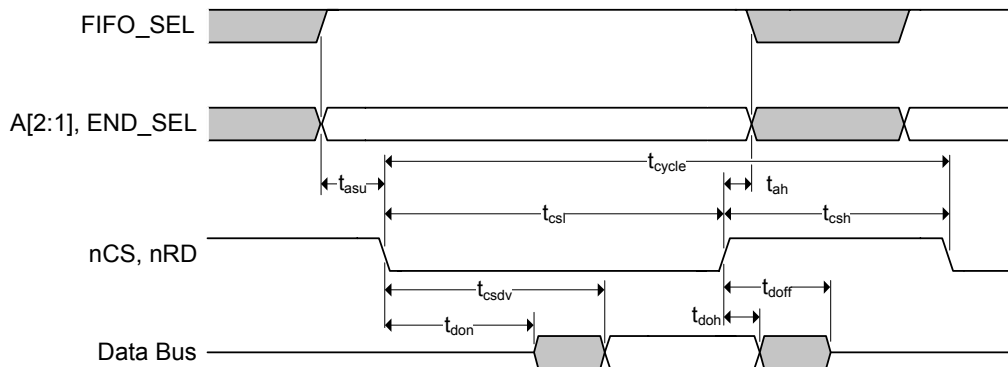 FIFO_SEL
A[2:1], END_SEL
tcycle
tasu
tah
tcsl
tcsh
nCS, nRD
tcsdv
tdoff
tdon
tdoh
Data Bus